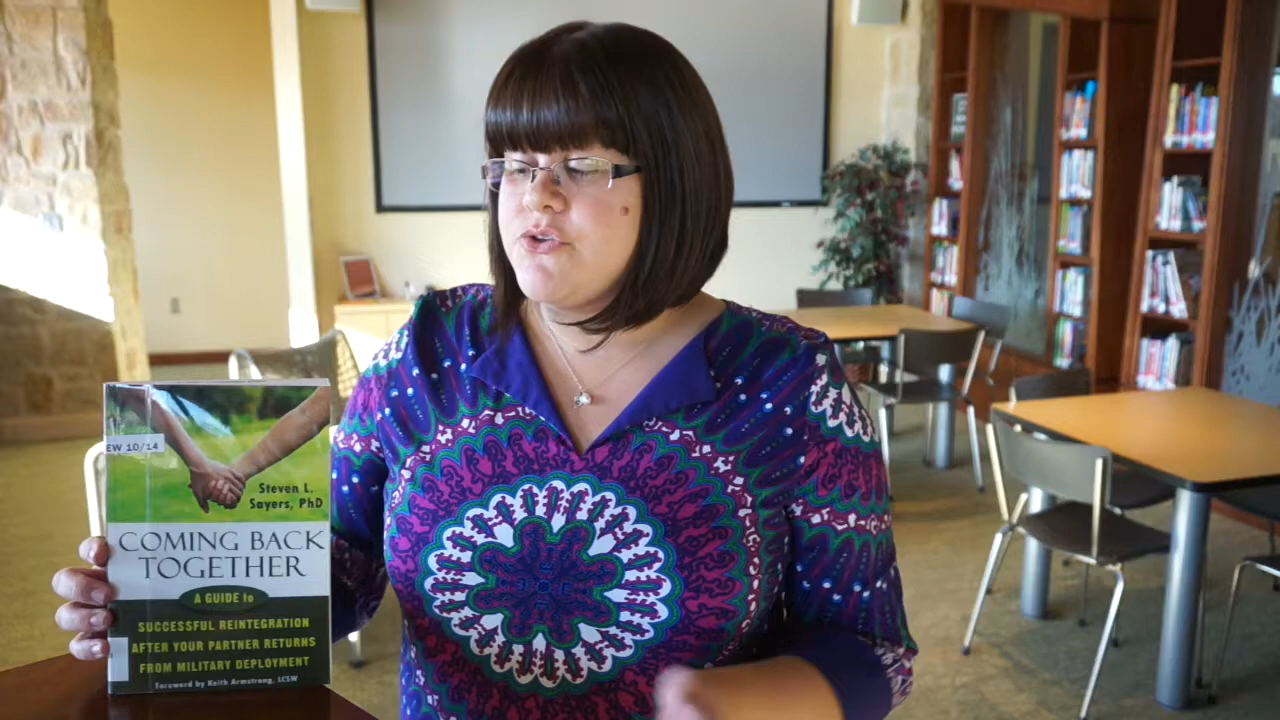 EW 10/14
Steven L.
Sayers, PhD
COMING BACK
TOGETHER
A GUIDE to
SUCCESSFUL REINTEGRATION
AFTER YOUR PARTNER RETURNS
FROM MILITARY DEPLOYMENT
Foreword by Keith Armstrong, LCSW